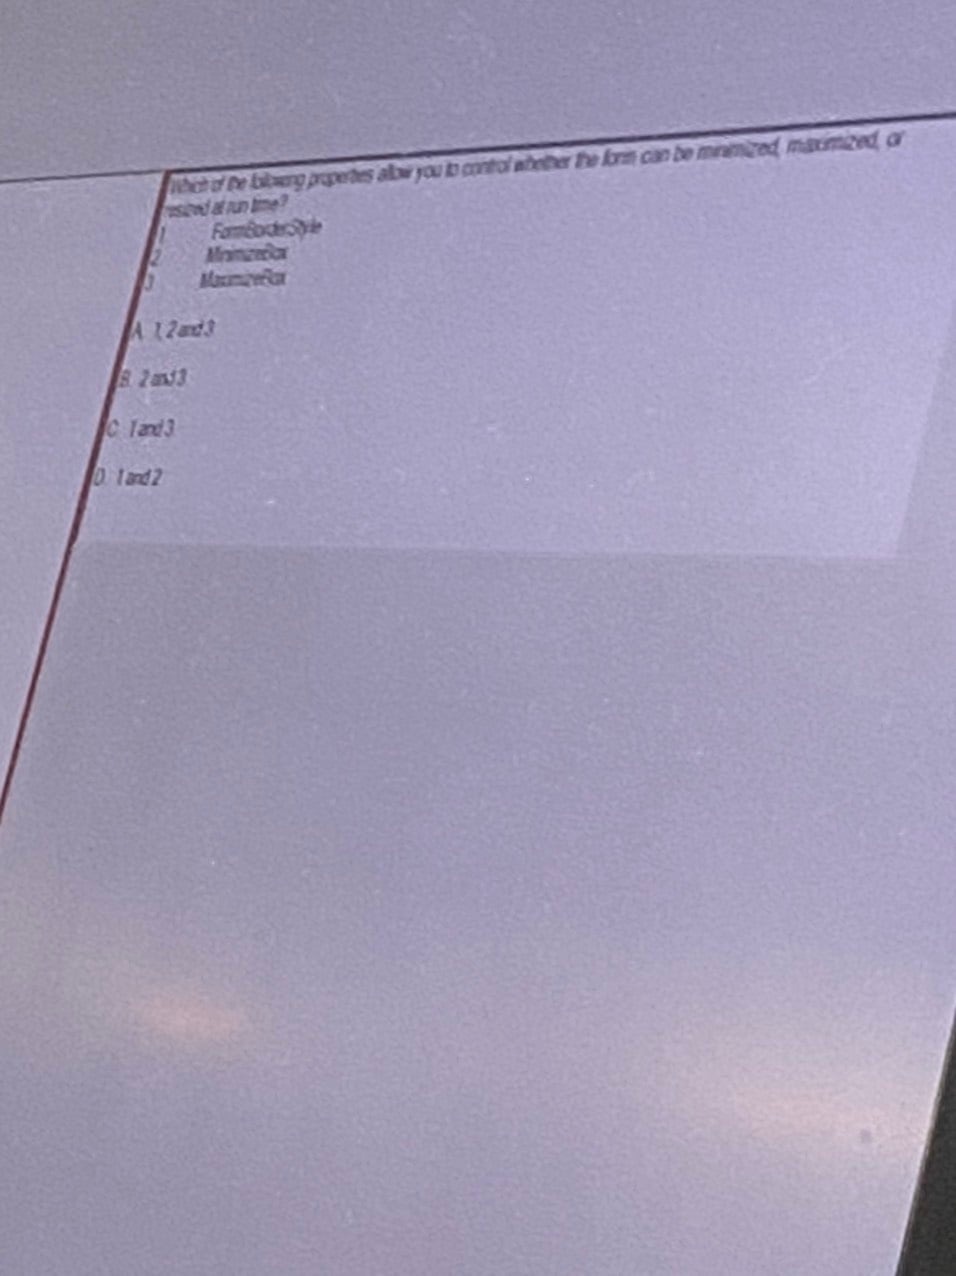 Which of the following properties allow you to control whether the form can be minimized, maximized, or
resized at run time?
1 FormBorderStyle
2 MinimizeBox
3 MaximizeBox
A. 1, 2 and 3
B. 2 and 3
C. 1 and 3
D. 1 and 2